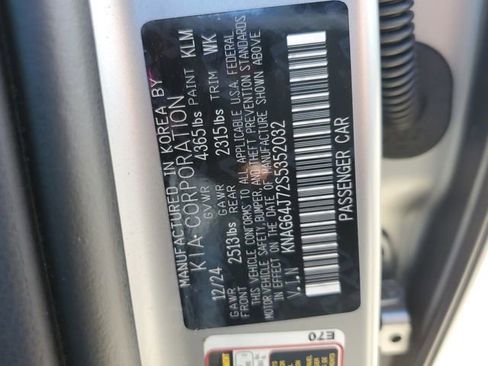 MANUFACTURED IN KOREA BY
KIA CORPORATION
12/24 GVWR 4365lbs PAINT KLM
GAWR 2513lbs GAWR REAR 2315lbs TRIM WK
THIS VEHICLE CONFORMS TO ALL APPLICABLE U.S.A. FEDERAL
MOTOR VEHICLE SAFETY, BUMPER, AND THEFT PREVENTION STANDARDS
IN EFFECT ON THE DATE OF MANUFACTURE SHOWN ABOVE
V.I.N KNAG64J72S5352032
PASSENGER CAR
E70